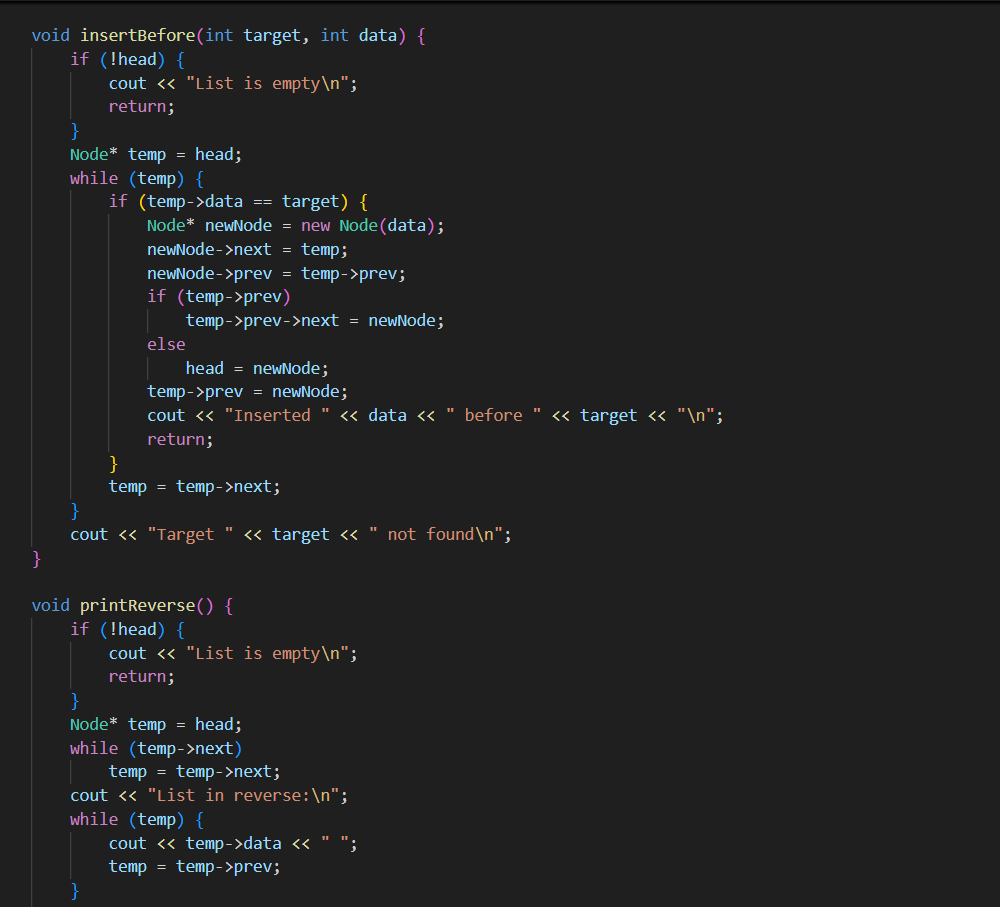 void insertBefore(int target, int data) {
    if (!head) {
        cout << "List is empty\n";
        return;
    }
    Node* temp = head;
    while (temp) {
        if (temp->data == target) {
            Node* newNode = new Node(data);
            newNode->next = temp;
            newNode->prev = temp->prev;
            if (temp->prev)
                temp->prev->next = newNode;
            else
                head = newNode;
            temp->prev = newNode;
            cout << "Inserted " << data << " before " << target << "\n";
            return;
        }
        temp = temp->next;
    }
    cout << "Target " << target << " not found\n";
}

void printReverse() {
    if (!head) {
        cout << "List is empty\n";
        return;
    }
    Node* temp = head;
    while (temp->next)
        temp = temp->next;
    cout << "List in reverse:\n";
    while (temp) {
        cout << temp->data << " ";
        temp = temp->prev;
    }